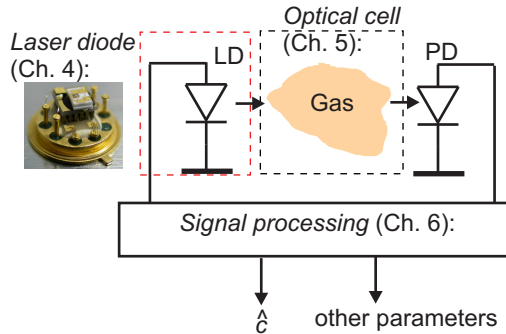 Laser diode
(Ch. 4):
LD
Optical cell
(Ch. 5):
Gas
PD
Signal processing (Ch. 6):
ĉ
other parameters